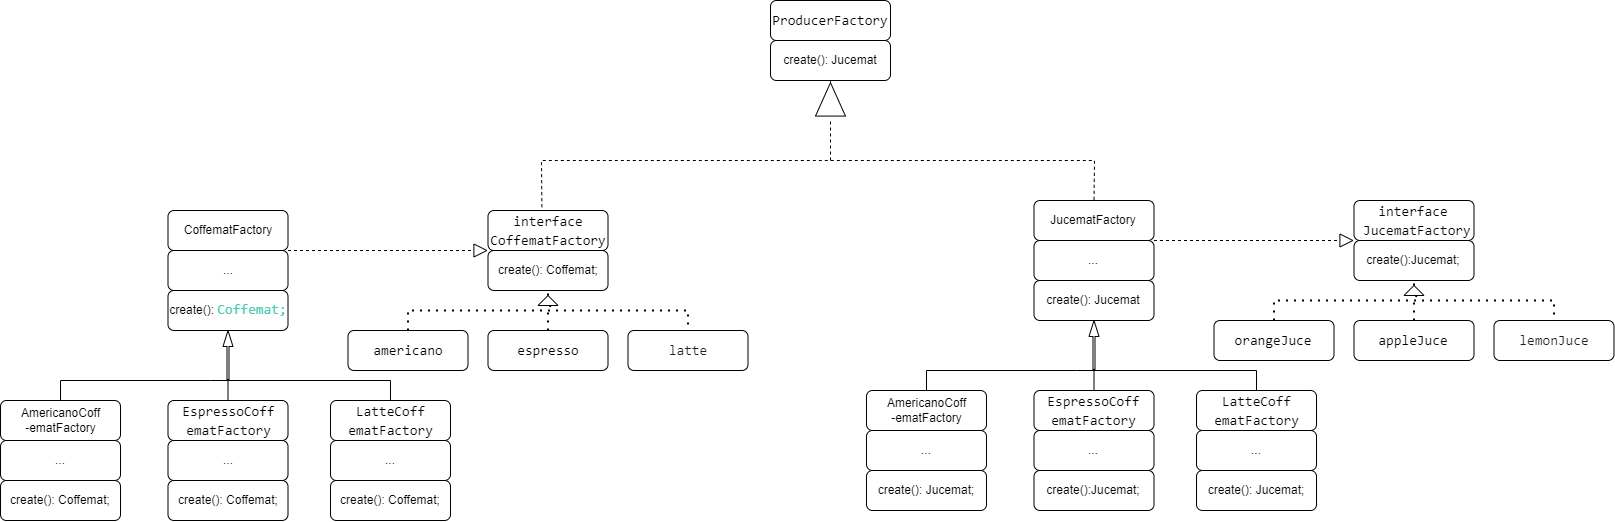 ProducerFactory
create(): Jucemat
CoffematFactory
...
create(): Coffemat;
interface
CoffematFactory
create(): Coffemat;
americano
espresso
latte
AmericanoCoff
-ematFactory
...
create(): Coffemat;
EspressoCoff
ematFactory
...
create(): Coffemat;
LatteCoff
ematFactory
...
create(): Coffemat;
JucematFactory
...
create(): Jucemat
interface
JucematFactory
create():Jucemat;
orangeJuce
appleJuce
lemonJuce
AmericanoCoff
-ematFactory
...
create(): Jucemat;
EspressoCoff
ematFactory
...
create():Jucemat;
LatteCoff
ematFactory
...
create(): Jucemat;